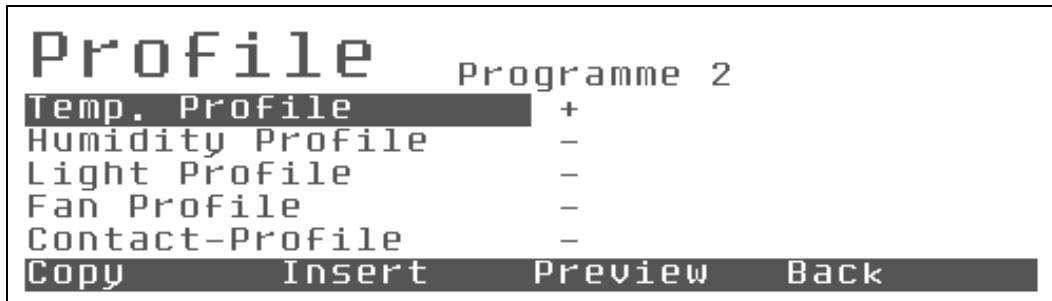 Profile Programme 2
Temp. Profile +
Humidity Profile -
Light Profile -
Fan Profile -
Contact-Profile -
Copy Insert Preview Back